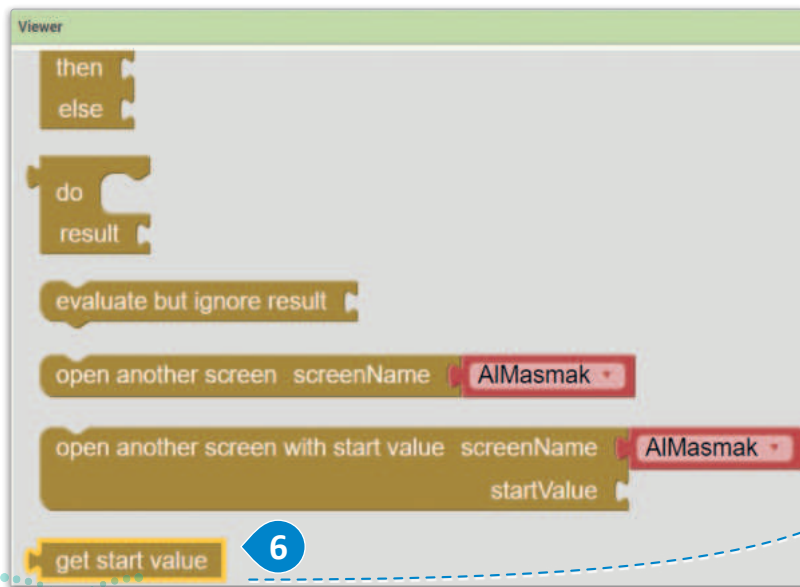 Viewer
then
else
do
result
evaluate but ignore result
open another screen screenName AlMasmak
open another screen with start value screenName AlMasmak
startValue
get start value 6